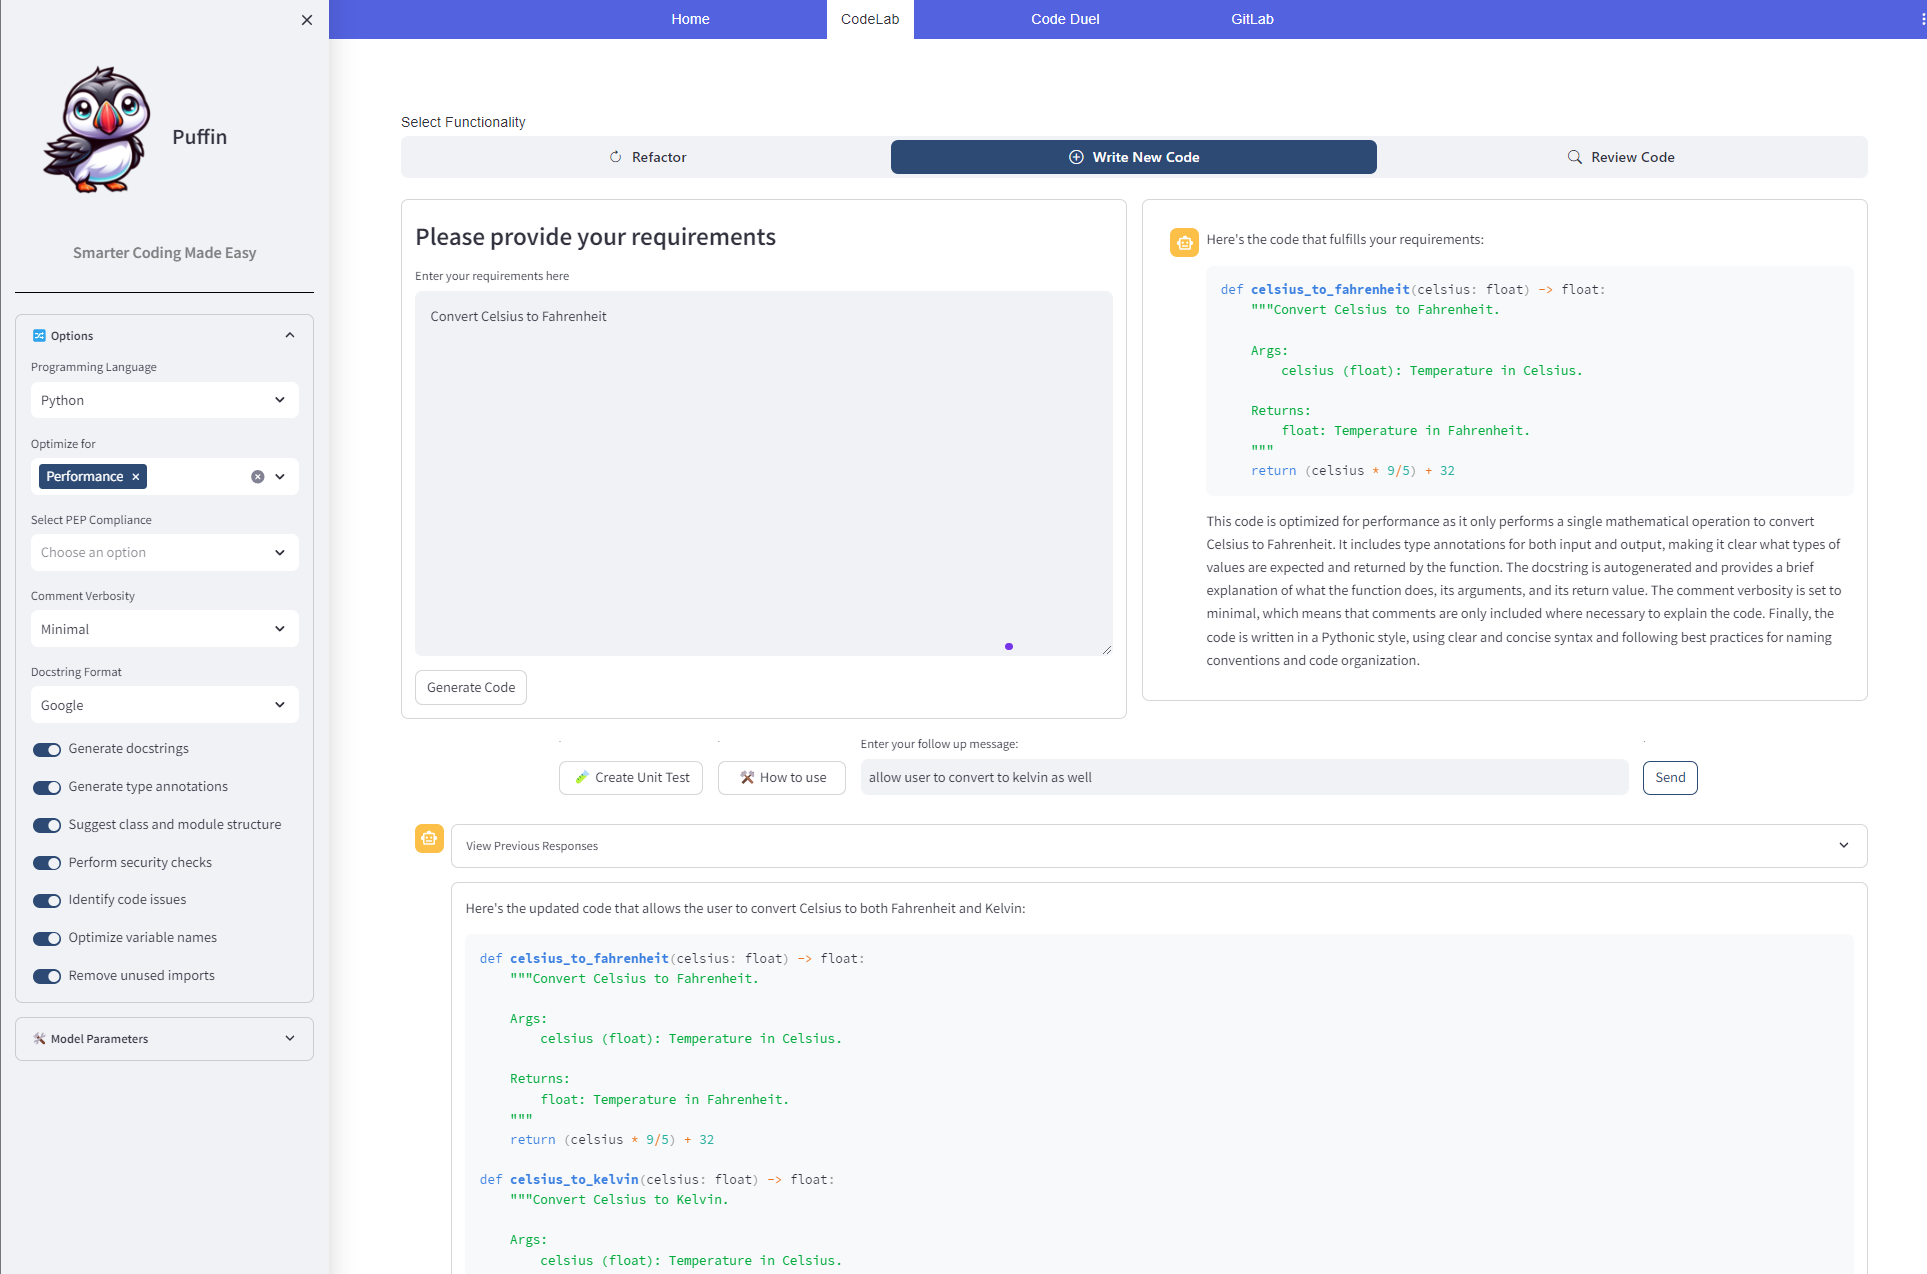 Home
CodeLab
Code Duel
GitLab
Puffin
Smarter Coding Made Easy
Options
Programming Language
Python
Optimize for
Performance ×
Select PEP Compliance
Choose an option
Comment Verbosity
Minimal
Docstring Format
Google
Generate docstrings
Generate type annotations
Suggest class and module structure
Perform security checks
Identify code issues
Optimize variable names
Remove unused imports
Model Parameters
Select Functionality
Refactor
Write New Code
Review Code
Please provide your requirements
Enter your requirements here
Convert Celsius to Fahrenheit
Generate Code
Here's the code that fulfills your requirements:
def celsius_to_fahrenheit(celsius: float) -> float:
    """Convert Celsius to Fahrenheit.
    Args:
        celsius (float): Temperature in Celsius.
    Returns:
        float: Temperature in Fahrenheit.
    """
    return (celsius * 9/5) + 32
This code is optimized for performance as it only performs a single mathematical operation to convert
Celsius to Fahrenheit. It includes type annotations for both input and output, making it clear what types of
values are expected and returned by the function. The docstring is autogenerated and provides a brief
explanation of what the function does, its arguments, and its return value. The comment verbosity is set to
minimal, which means that comments are only included where necessary to explain the code. Finally, the
code is written in a Pythonic style, using clear and concise syntax and following best practices for naming
conventions and code organization.
Create Unit Test
How to use
Enter your follow up message:
allow user to convert to kelvin as well
Send
View Previous Responses
Here's the updated code that allows the user to convert Celsius to both Fahrenheit and Kelvin:
def celsius_to_fahrenheit(celsius: float) -> float:
    """Convert Celsius to Fahrenheit.
    Args:
        celsius (float): Temperature in Celsius.
    Returns:
        float: Temperature in Fahrenheit.
    """
    return (celsius * 9/5) + 32
def celsius_to_kelvin(celsius: float) -> float:
    """Convert Celsius to Kelvin.
    Args:
        celsius (float): Temperature in Celsius.